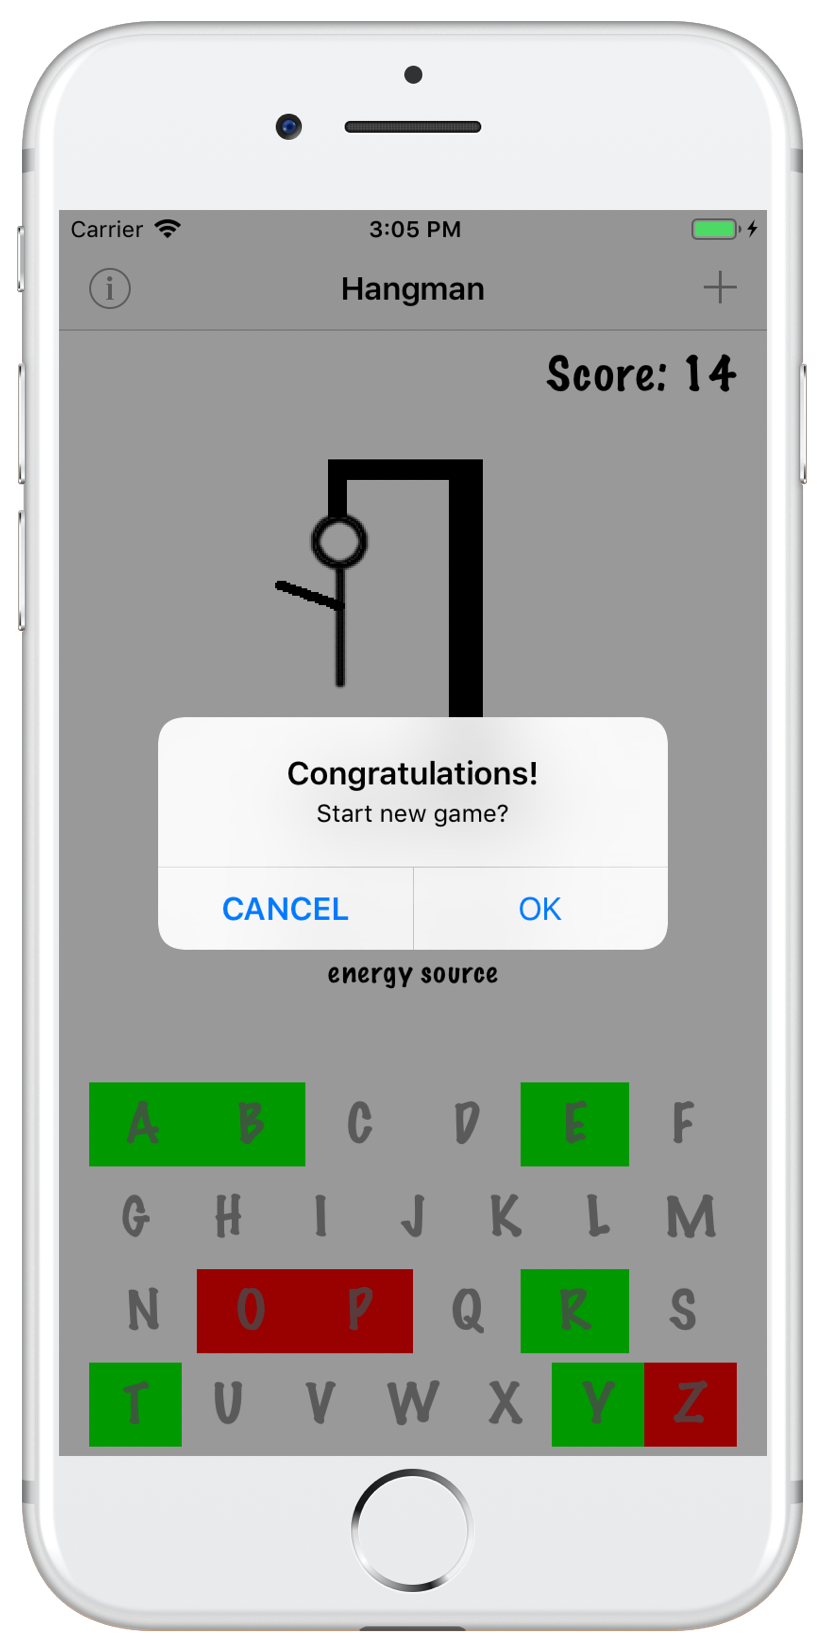 Carrier 3:05 PM
Hangman
Score: 14
Congratulations!
Start new game?
CANCEL OK
energy source
A B C D E F
G H I J K L M
N O P Q R S
T U V W X Y Z